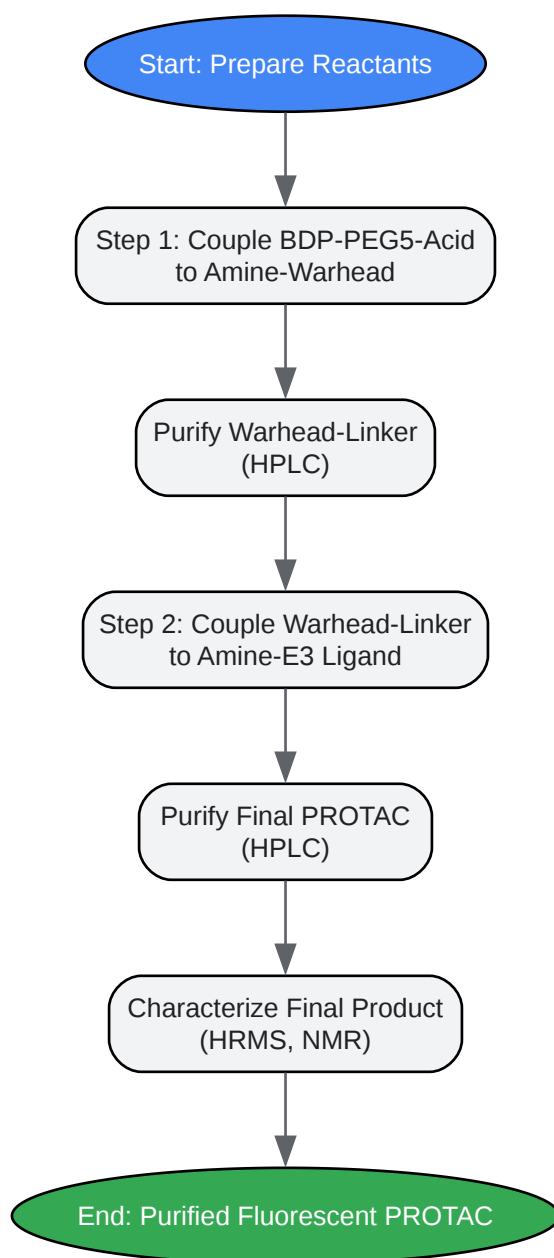 Start: Prepare Reactants
Step 1: Couple BDP-PEG5-Acid
to Amine-Warhead
Purify Warhead-Linker
(HPLC)
Step 2: Couple Warhead-Linker
to Amine-E3 Ligand
Purify Final PROTAC
(HPLC)
Characterize Final Product
(HRMS, NMR)
End: Purified Fluorescent PROTAC